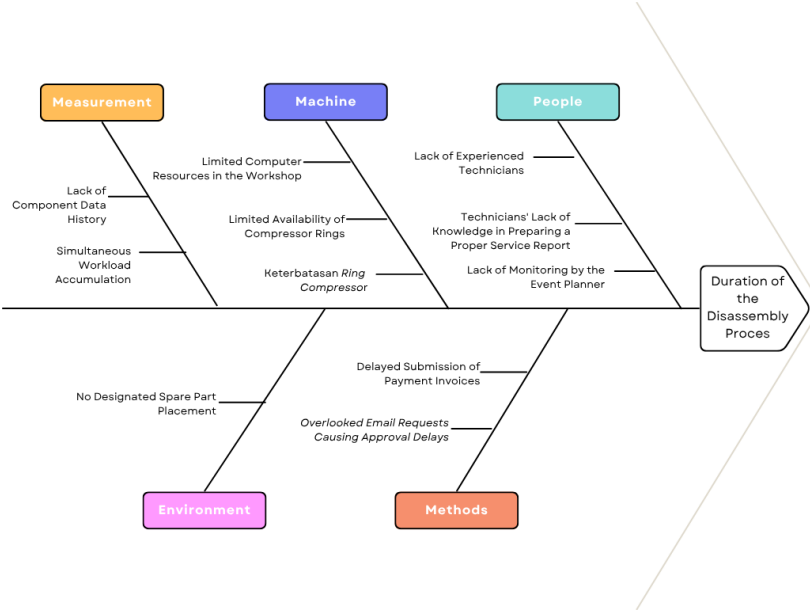 Measurement
Machine
People
Limited Computer
Resources in the Workshop
Lack of Experienced
Technicians
Lack of
Component Data
History
Limited Availability of
Compressor Rings
Technicians' Lack of
Knowledge in Preparing a
Proper Service Report
Simultaneous
Workload
Accumulation
Keterbatasan Ring
Compressor
Lack of Monitoring by the
Event Planner
Duration of
the
Disassembly
Proces
No Designated Spare Part
Placement
Delayed Submission of
Payment Invoices
Overlooked Email Requests
Causing Approval Delays
Environment
Methods